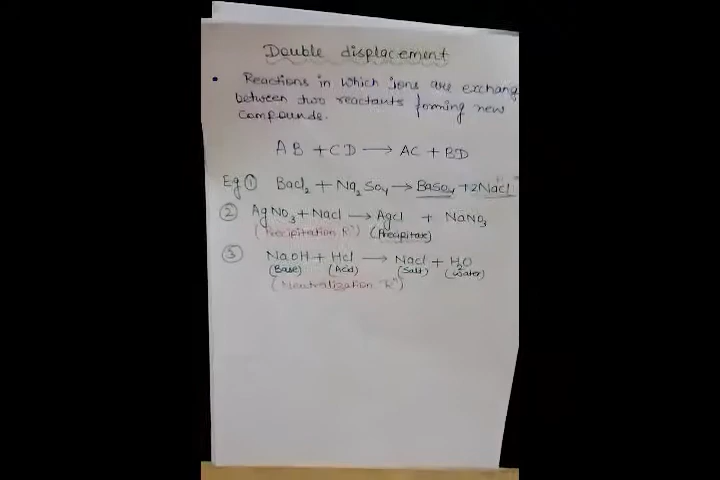 Double displacement
• Reactions in which ions are exchang
between two reactants forming new
compounds.
AB + CD → AC + BD
Eg ① BaCl₂ + Na₂SO₄ → BaSO₄ + 2NaCl
② AgNO₃ + NaCl → AgCl + NaNO₃
(Precipitation Rⁿ) (Precipitate)
③ NaOH + HCl → NaCl + H₂O
(Base) (Acid) (Salt) (Water)
(Neutralization Rⁿ)